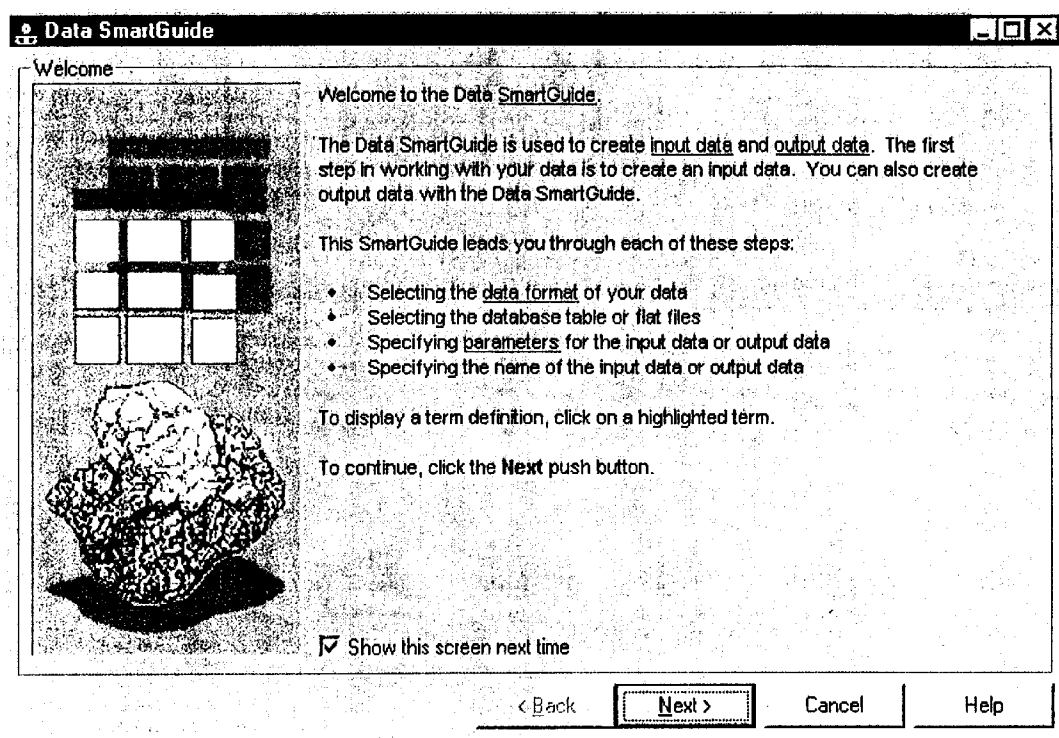 Data SmartGuide
Welcome
Welcome to the Data SmartGuide.
The Data SmartGuide is used to create input data and output data. The first
step in working with your data is to create an input data. You can also create
output data with the Data SmartGuide.
This SmartGuide leads you through each of these steps:
• Selecting the data format of your data
• Selecting the database table or flat files
• Specifying parameters for the input data or output data
• Specifying the name of the input data or output data
To display a term definition, click on a highlighted term.
To continue, click the Next push button.
Show this screen next time
< Back Next > Cancel Help